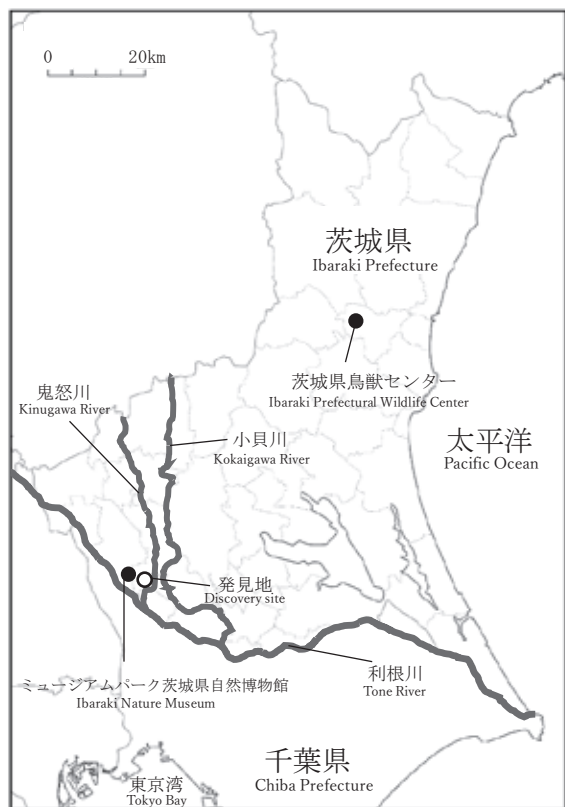 0 20km
茨城県
Ibaraki Prefecture
茨城県鳥獣センター
Ibaraki Prefectural Wildlife Center
鬼怒川
Kinugawa River
小貝川
Kokaigawa River
太平洋
Pacific Ocean
発見地
Discovery site
ミュージアムパーク茨城県自然博物館
Ibaraki Nature Museum
利根川
Tone River
千葉県
Chiba Prefecture
東京湾
Tokyo Bay